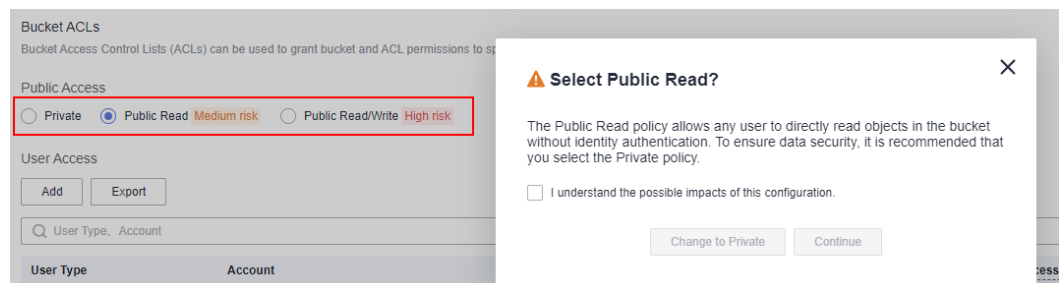 Bucket ACLs
Bucket Access Control Lists (ACLs) can be used to grant bucket and ACL permissions to
Public Access
Private Public Read Medium risk Public Read/Write High risk
User Access
Add Export
User Type、Account
User Type Account
Select Public Read?
The Public Read policy allows any user to directly read objects in the bucket
without identity authentication. To ensure data security, it is recommended that
you select the Private policy.
I understand the possible impacts of this configuration.
Change to Private Continue